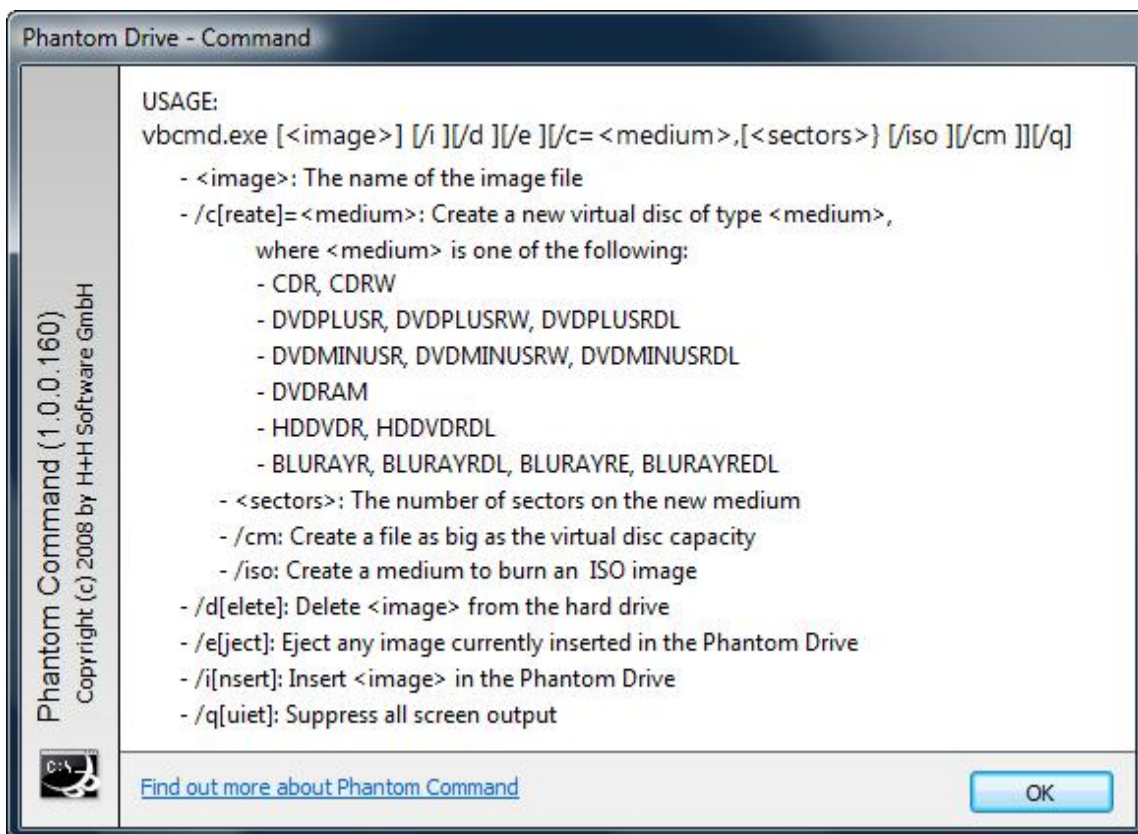 Phantom Drive - Command
USAGE:
vbcmd.exe [<image>] [/i ][/d ][/e ][/c=<medium>,[<sectors>} [/iso ][/cm ]][/q]
- <image>: The name of the image file
- /c[reate]=<medium>: Create a new virtual disc of type <medium>,
where <medium> is one of the following:
- CDR, CDRW
- DVDPLUSR, DVDPLUSRW, DVDPLUSRDL
- DVDMINUSR, DVDMINUSRW, DVDMINUSRDL
- DVDRAM
- HDDVDR, HDDVDRDL
- BLURAYR, BLURAYRDL, BLURAYRE, BLURAYREDL
- <sectors>: The number of sectors on the new medium
- /cm: Create a file as big as the virtual disc capacity
- /iso: Create a medium to burn an  ISO image
- /d[elete]: Delete <image> from the hard drive
- /e[ject]: Eject any image currently inserted in the Phantom Drive
- /i[nsert]: Insert <image> in the Phantom Drive
- /q[uiet]: Suppress all screen output
Phantom Command (1.0.0.160)
Copyright (c) 2008 by H+H Software GmbH
C:\
Find out more about Phantom Command
OK